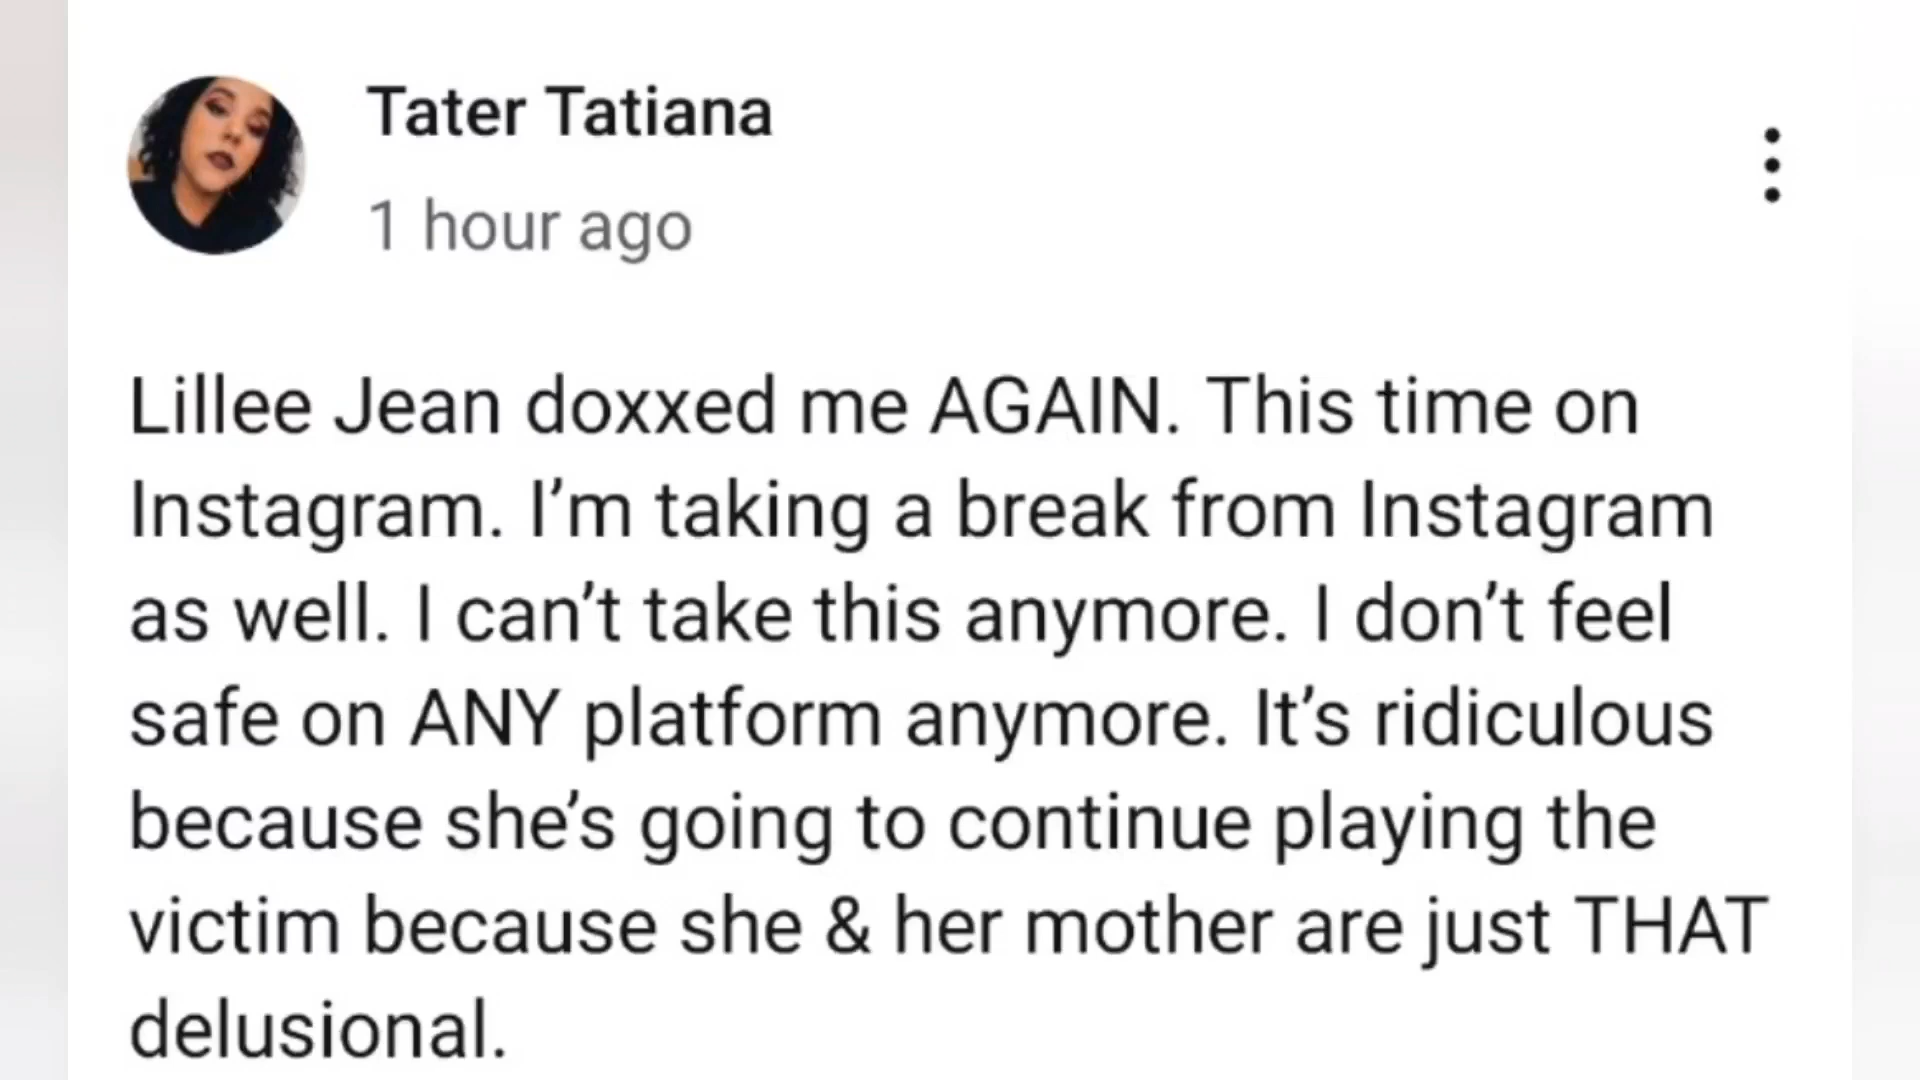 Tater Tatiana
1 hour ago
Lillee Jean doxxed me AGAIN. This time on
Instagram. I’m taking a break from Instagram
as well. I can’t take this anymore. I don’t feel
safe on ANY platform anymore. It’s ridiculous
because she’s going to continue playing the
victim because she & her mother are just THAT
delusional.